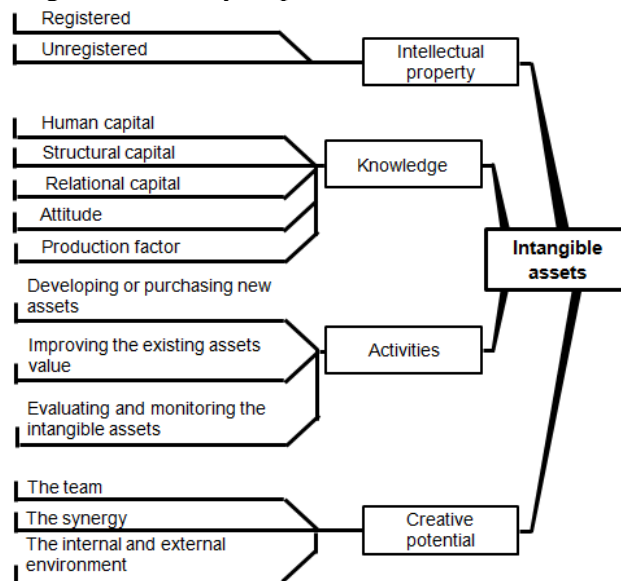 Registered
Unregistered
Intellectual
property
Human capital
Structural capital
Relational capital
Attitude
Production factor
Knowledge
Intangible
assets
Developing or purchasing new
assets
Improving the existing assets
value
Evaluating and monitoring the
intangible assets
Activities
The team
The synergy
The internal and external
environment
Creative
potential